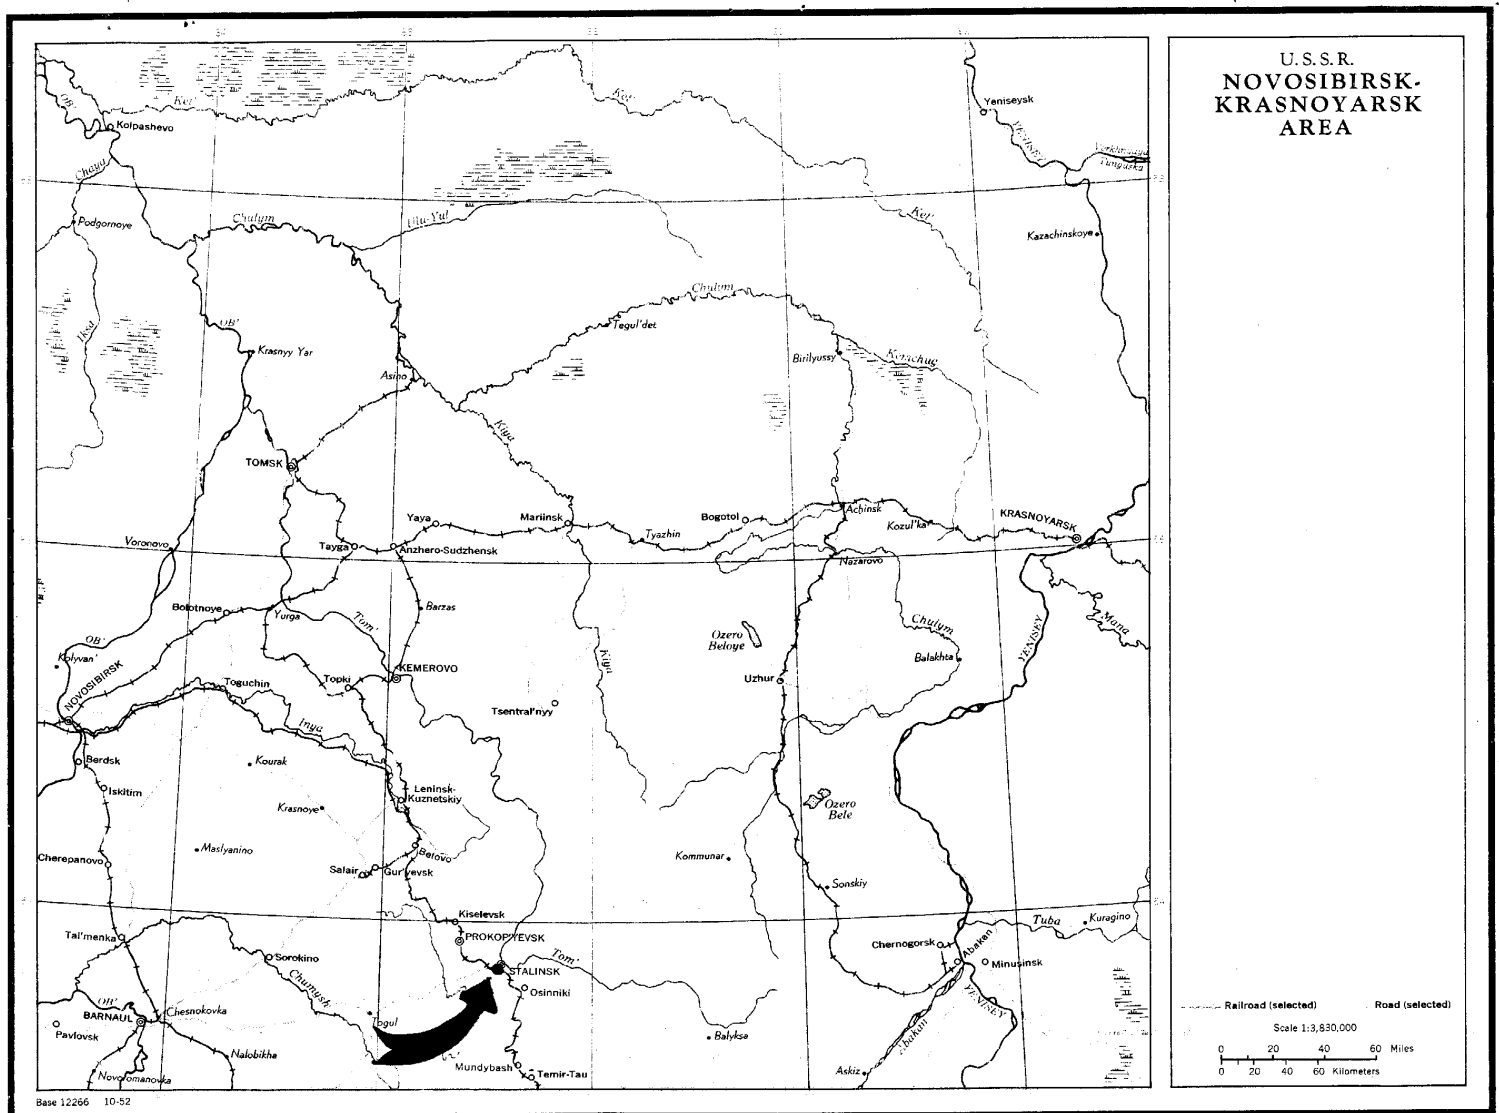 U.S.S.R.
NOVOSIBIRSK-
KRASNOYARSK
AREA
Ket'
Ket'
Yeniseysk
OB'
Kolpashevo
YENISEY
Tunguska
Chaya
Podgornoye
Chulym
Ulu-Yul
Ket'
Kazachinskoye
Chulym
Iksa
OB'
Tegul'det
Krasnyy Yar
Birilyussy
Kemchug
Asino
Kiya
TOMSK
Yaya
Mariinsk
Bogotol
Achinsk
KRASNOYARSK
Kozul'ka
Tyazhin
Voronovo
Tayga
Anzhero-Sudzhensk
Nazarovo
Bolotnoye
Yurga
Tom'
Barzas
Ozero
Beloye
Chulym
Mana
OB'
YENISEY
Kolyvan'
NOVOSIBIRSK
Kiya
Balakhta
KEMEROVO
Toguchin
Topki
Uzhur
Tsentral'nyy
Inya
Berdsk
Kourak
Iskitim
Leninsk-
Kuznetskiy
Krasnoye
Ozero
Bele
Maslyanino
Belovo
Kommunar
Cherepanovo
Salair
Gur'yevsk
Sonskiy
Kiselevsk
Tuba
Kuragino
Tal'menka
PROKOP'YEVSK
Chernogorsk
Abakan
Sorokino
Tom'
Minusinsk
STALINSK
Chumysh
Osinniki
YENISEY
OB'
BARNAUL
Chesnokovka
Togul
Pavlovsk
Balyksa
Abakan
Nalobikha
Mundybash
Temir-Tau
Novoromanovka
Askiz
Railroad (selected)
Road (selected)
Scale 1:3,830,000
0 20 40 60 Miles
0 20 40 60 Kilometers
Base 12266 10-52